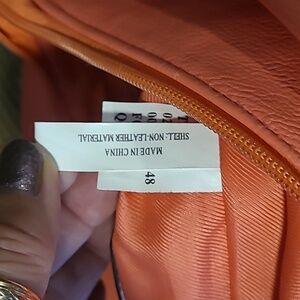 MADE IN CHINA
SHELL: NON-LEATHER MATERIAL
48